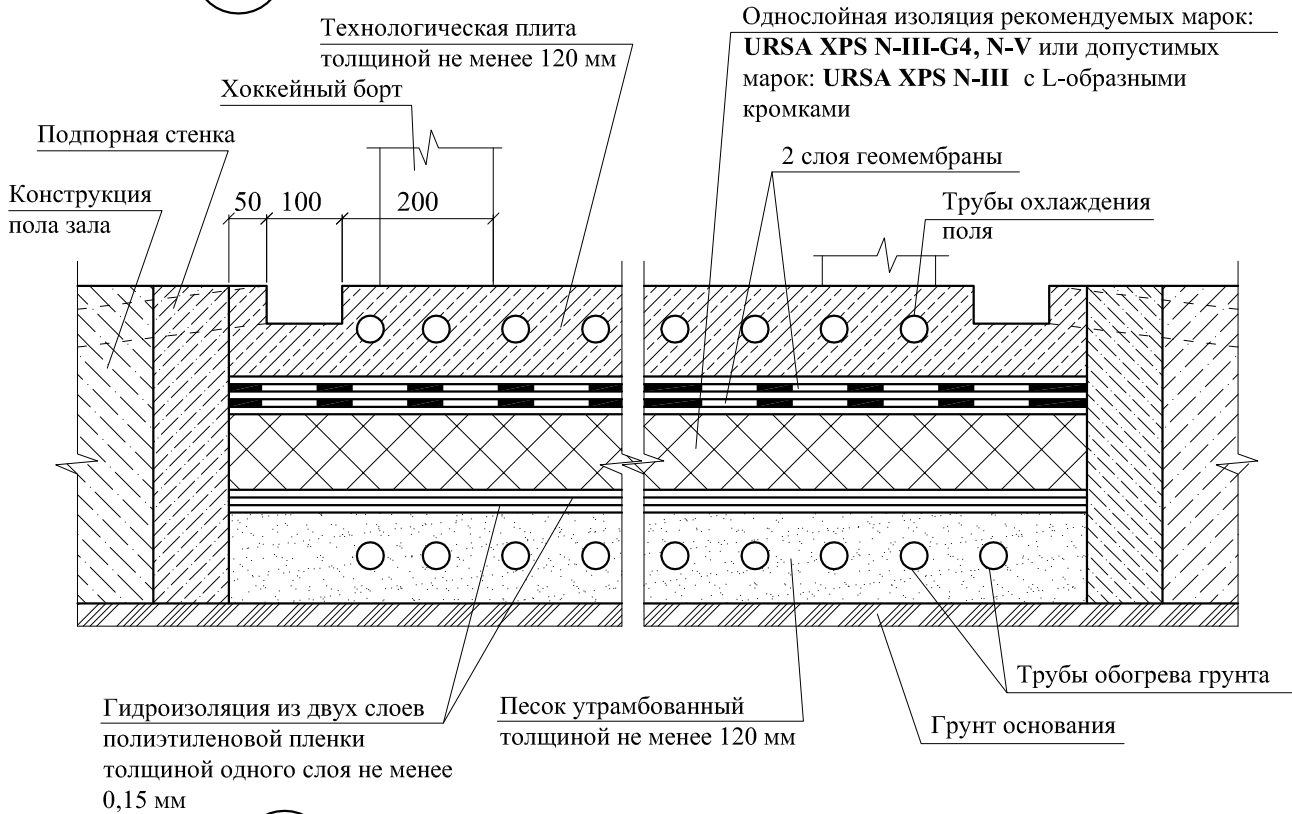 Технологическая плита
толщиной не менее 120 мм
Однослойная изоляция рекомендуемых марок:
URSA XPS N-III-G4, N-V или допустимых
марок: URSA XPS N-III с L-образными
кромками
Хоккейный борт
Подпорная стенка
Конструкция
пола зала
50 100 200
2 слоя геомембраны
Трубы охлаждения
поля
Гидроизоляция из двух слоев
полиэтиленовой пленки
толщиной одного слоя не менее
0,15 мм
Песок утрамбованный
толщиной не менее 120 мм
Трубы обогрева грунта
Грунт основания